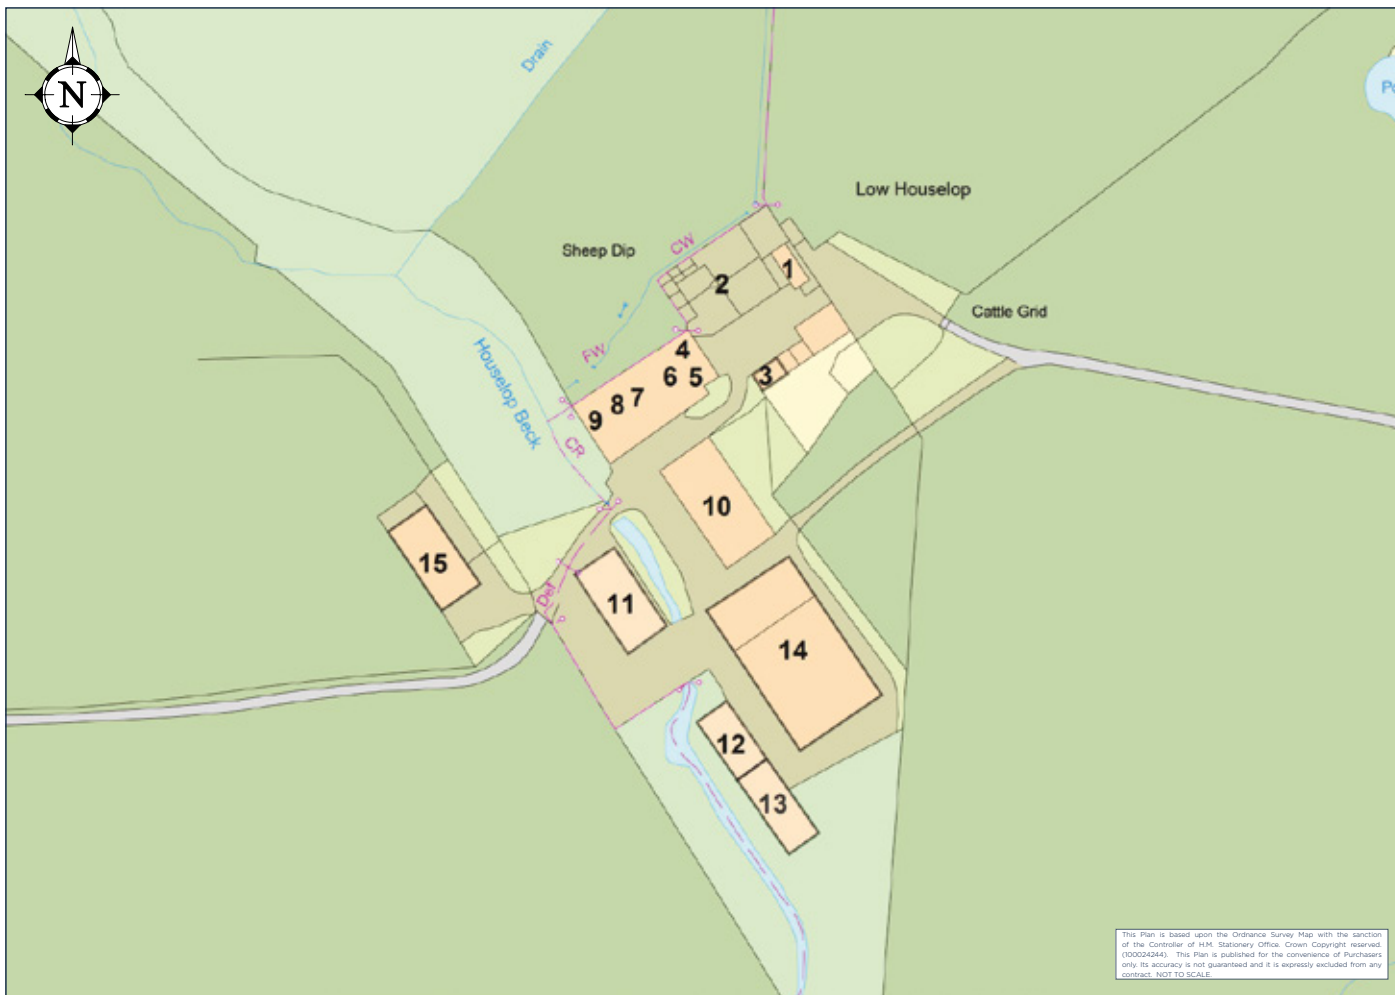 N
Drain
Low Houselop
Sheep Dip
CW
1
2
Cattle Grid
FW
4
3
6 5
8 7
9
Houselop Beck
CR
10
15
Def
11
14
12
13
This Plan is based upon the Ordnance Survey Map with the sanction
of the Controller of H.M. Stationery Office. Crown Copyright reserved.
(100024244). This Plan is published for the convenience of Purchasers
only. Its accuracy is not guaranteed and it is expressly excluded from any
contract. NOT TO SCALE.